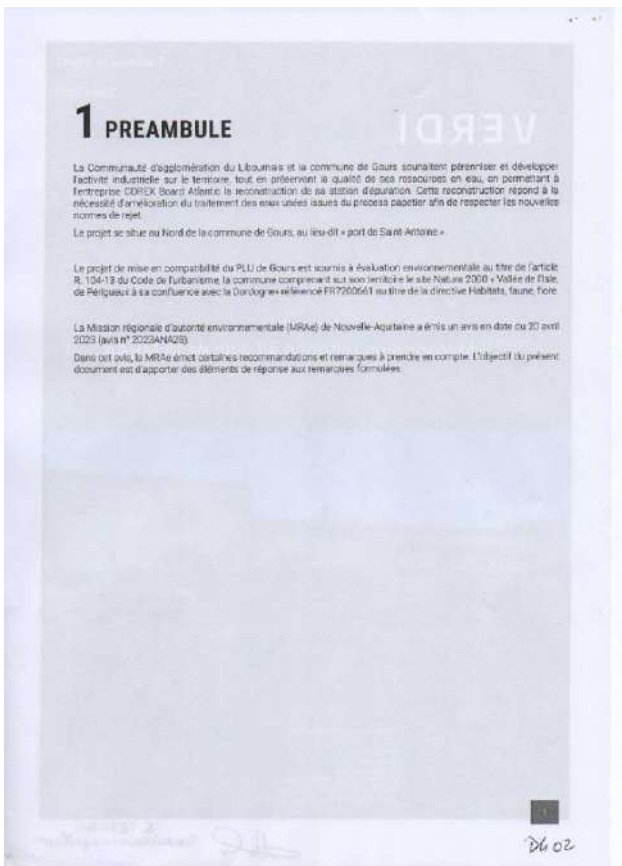 1 PREAMBULE
La Communauté d'agglomération du Libournais et la commune de Gours souhaitent pérenniser et développer
l'activité industrielle sur le territoire, tout en préservant la qualité de ses ressources en eau, en permettant à
l'entreprise COREX Board Atlantic la reconstruction de sa station d'épuration. Cette reconstruction répond à la
nécessité d'amélioration du traitement des eaux usées issues du process papetier afin de respecter les nouvelles
normes de rejet.
Le projet se situe au Nord de la commune de Gours, au lieu-dit « port de Saint-Antoine ».
Le projet de mise en compatibilité du PLU de Gours est soumis à évaluation environnementale au titre de l'article
R. 104-13 du Code de l'urbanisme, la commune comprenant sur son territoire le site Natura 2000 « Vallée de l'Isle,
de Périgueux à sa confluence avec la Dordogne» référencé FR7200661 au titre de la directive Habitats, faune, flore.
La Mission régionale d'autorité environnementale (MRAe) de Nouvelle-Aquitaine a émis un avis en date du 20 avril
2023 (avis n° 2023ANA28).
Dans cet avis, la MRAe émet certaines recommandations et remarques à prendre en compte. L'objectif du présent
document est d'apporter des éléments de réponse aux remarques formulées.
VERDI